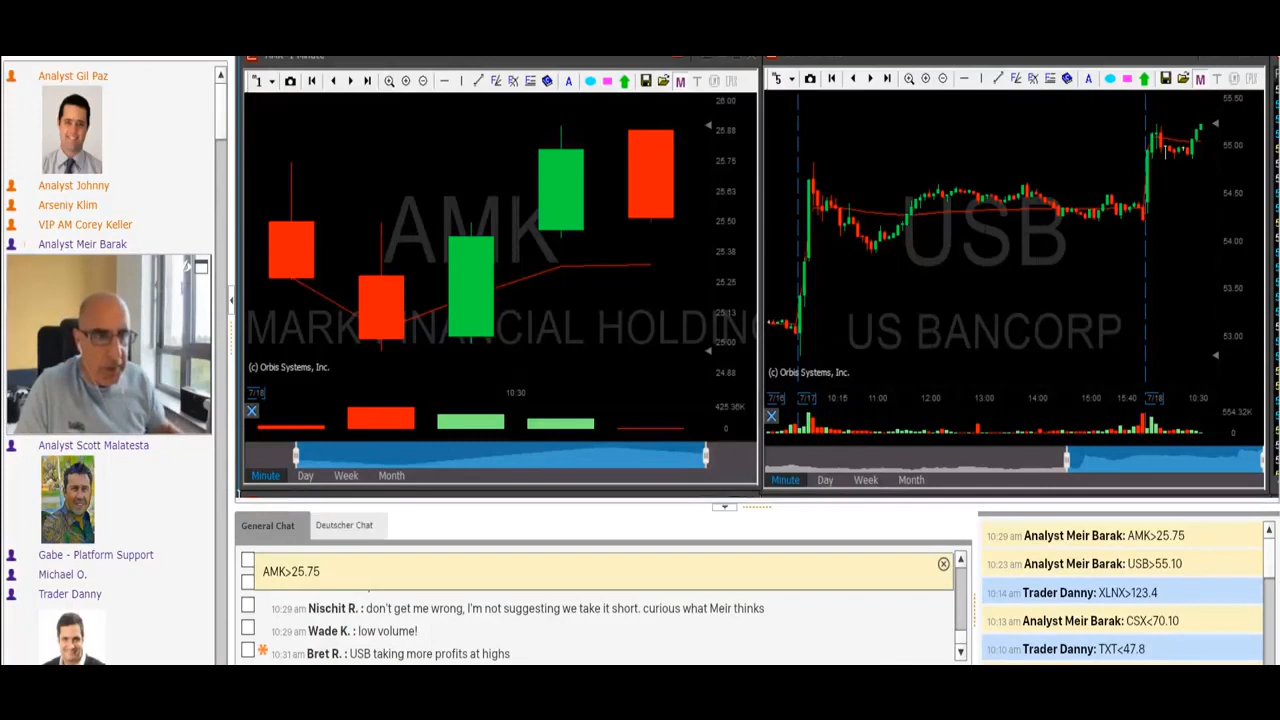 Analyst Gil Paz
Analyst Johnny
Arseniy Klim
VIP AM Corey Keller
Analyst Meir Barak
Analyst Scott Malatesta
Gabe - Platform Support
Michael O.
Trader Danny
1
A
M
T
AMK
MARK FINANCIAL HOLDING
(c) Orbis Systems, Inc.
26.00
25.88
25.75
25.63
25.50
25.38
25.25
25.13
25.00
24.88
7/18
10:30
425.36K
0
Minute Day Week Month
5
A
M
T
USB
US BANCORP
(c) Orbis Systems, Inc.
55.50
55.00
54.50
54.00
53.50
53.00
7/16 7/17 10:15 11:00 12:00 13:00 14:00 15:00 15:40 7/18 10:30
554.32K
0
Minute Day Week Month
General Chat Deutscher Chat
AMK>25.75
10:29 am Nischit R. : don't get me wrong, I'm not suggesting we take it short. curious what Meir thinks
10:29 am Wade K. : low volume!
10:31 am Bret R. : USB taking more profits at highs
10:29 am Analyst Meir Barak: AMK>25.75
10:23 am Analyst Meir Barak: USB>55.10
10:14 am Trader Danny: XLNX>123.4
10:13 am Analyst Meir Barak: CSX<70.10
10:10 am Trader Danny: TXT<47.8